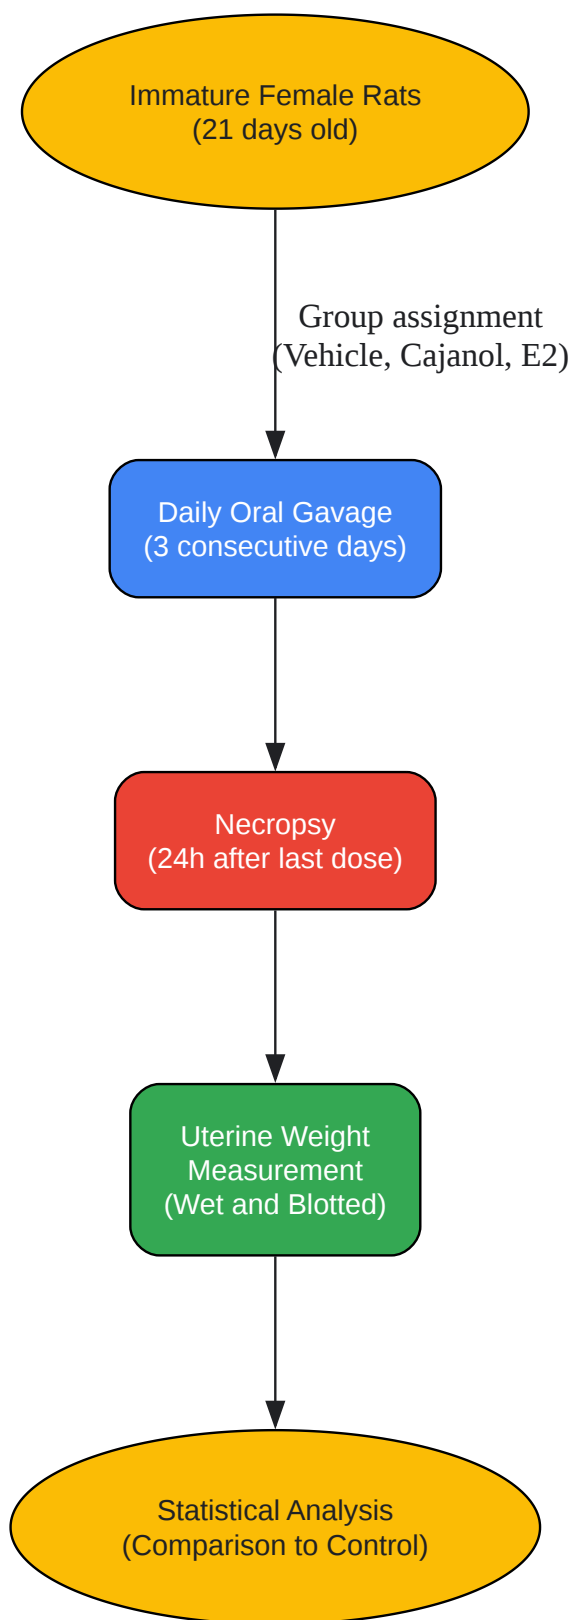 Immature Female Rats
(21 days old)
Group assignment
(Vehicle, Cajanol, E2)
Daily Oral Gavage
(3 consecutive days)
Necropsy
(24h after last dose)
Uterine Weight
Measurement
(Wet and Blotted)
Statistical Analysis
(Comparison to Control)